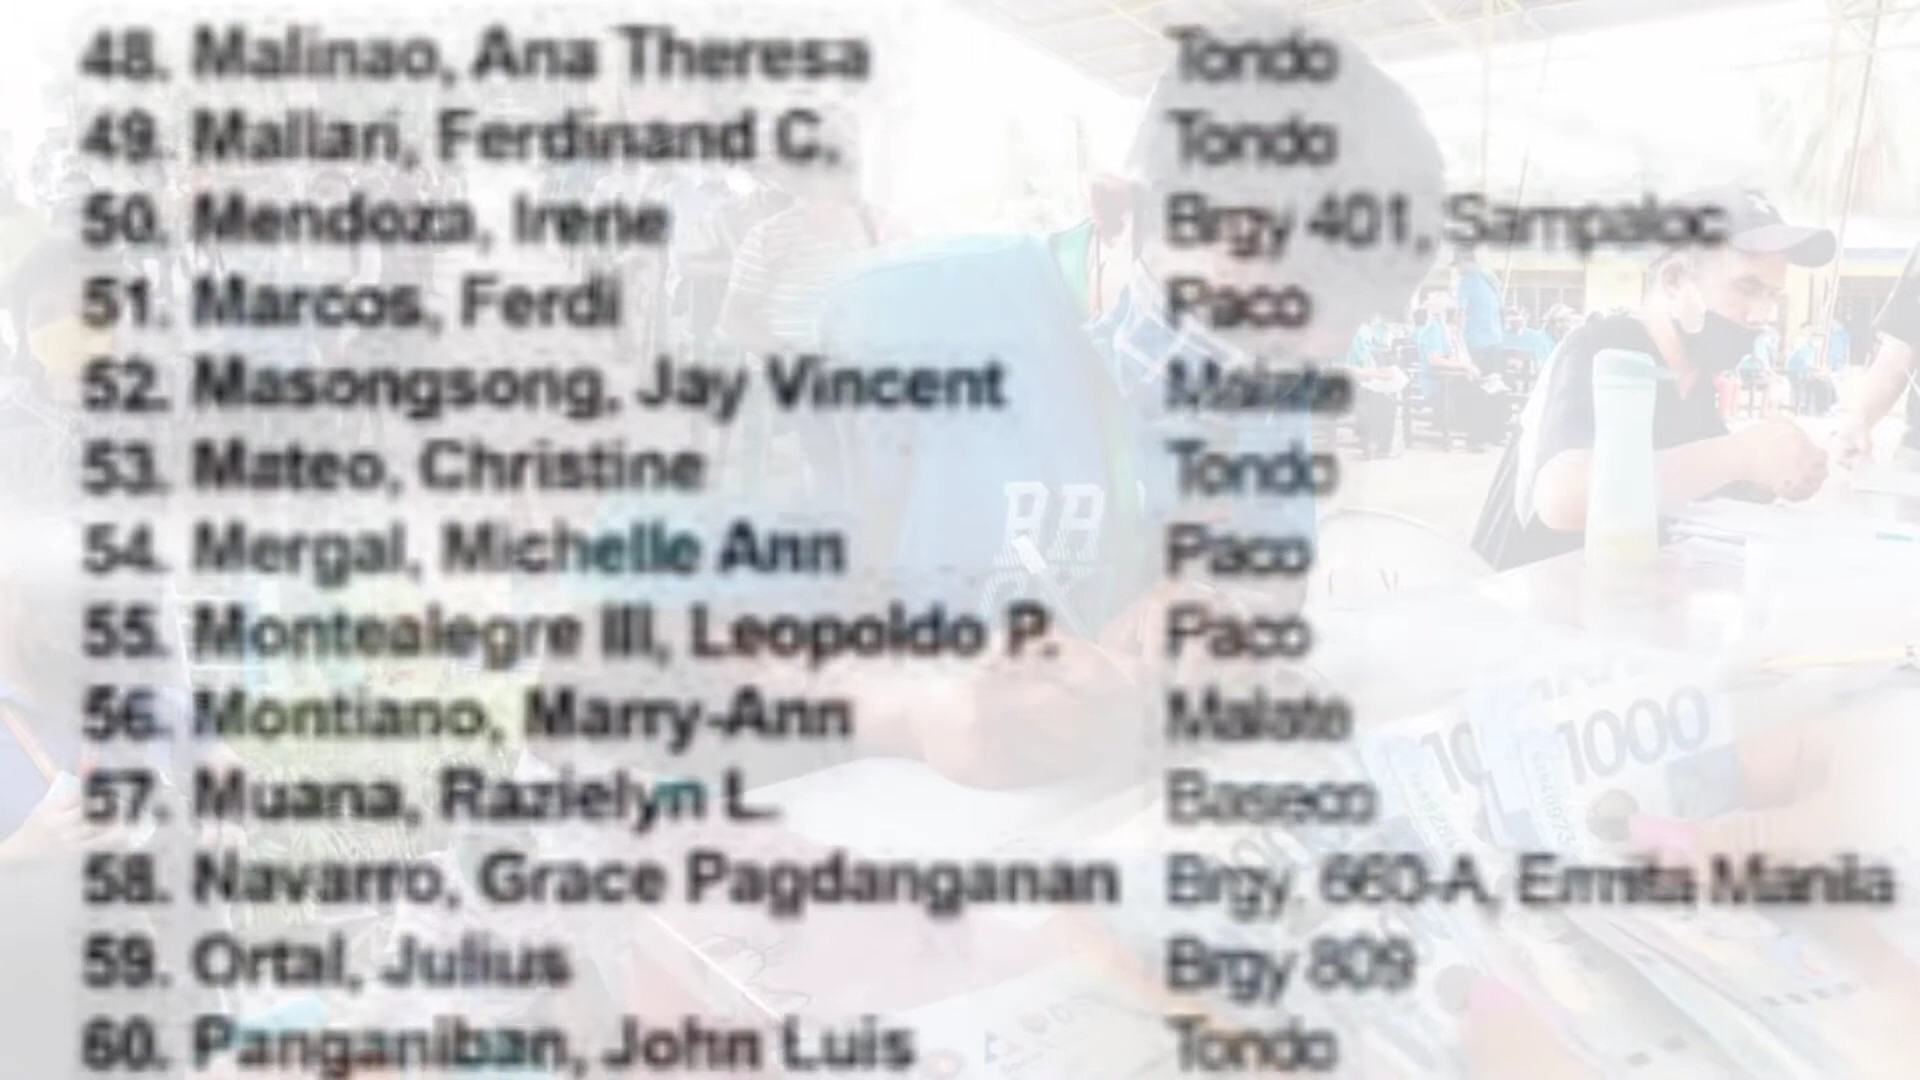 48. Malinao, Ana Theresa Tondo
49. Mallari, Ferdinand C. Tondo
50. Mendoza, Irene Brgy 401, Sampaloc
51. Marcos, Ferdi Paco
52. Masongsong, Jay Vincent Malate
53. Mateo, Christine Tondo
54. Mergal, Michelle Ann Paco
55. Montealegre III, Leopoldo P. Paco
56. Montiano, Marry-Ann Malate
57. Muana, Razielyn L. Baseco
58. Navarro, Grace Pagdanganan Brgy. 660-A, Ermita Manila
59. Ortal, Julius Brgy 809
60. Panganiban, John Luis Tondo
1000